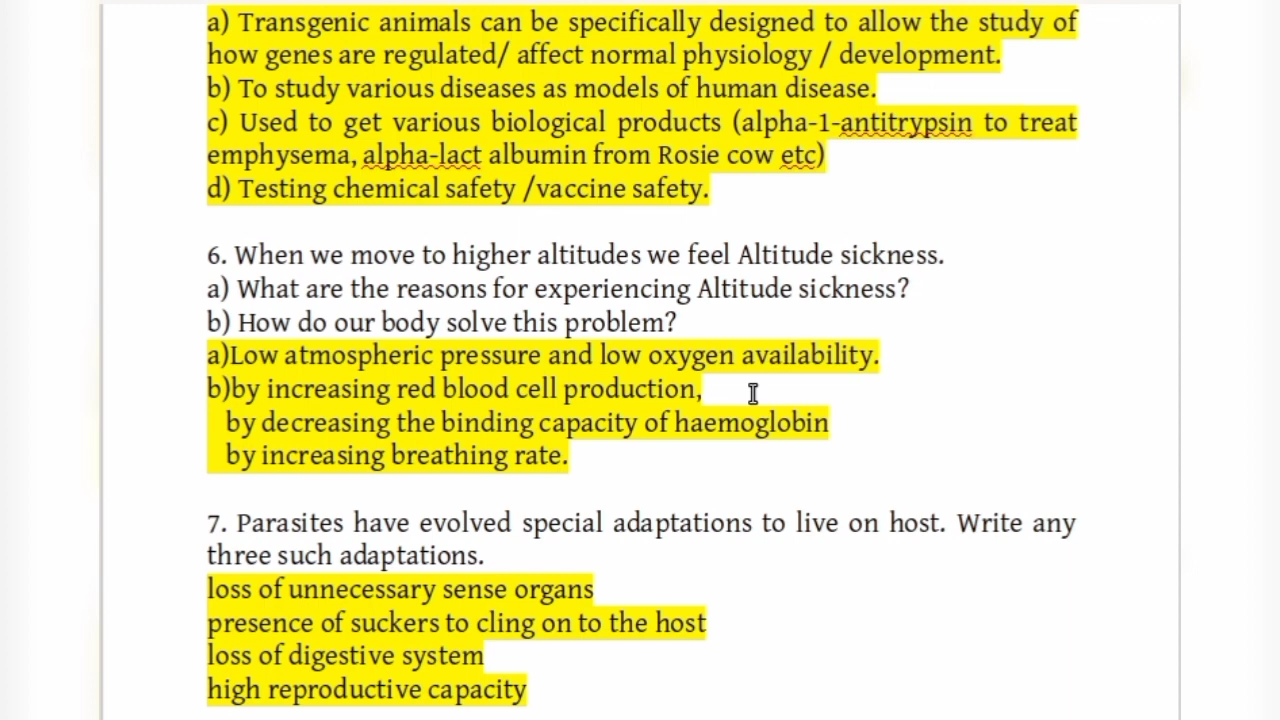 a) Transgenic animals can be specifically designed to allow the study of
how genes are regulated/ affect normal physiology / development.
b) To study various diseases as models of human disease.
c) Used to get various biological products (alpha-1-antitrypsin to treat
emphysema, alpha-lact albumin from Rosie cow etc)
d) Testing chemical safety /vaccine safety.
6. When we move to higher altitudes we feel Altitude sickness.
a) What are the reasons for experiencing Altitude sickness?
b) How do our body solve this problem?
a)Low atmospheric pressure and low oxygen availability.
b)by increasing red blood cell production,
by decreasing the binding capacity of haemoglobin
by increasing breathing rate.
7. Parasites have evolved special adaptations to live on host. Write any
three such adaptations.
loss of unnecessary sense organs
presence of suckers to cling on to the host
loss of digestive system
high reproductive capacity